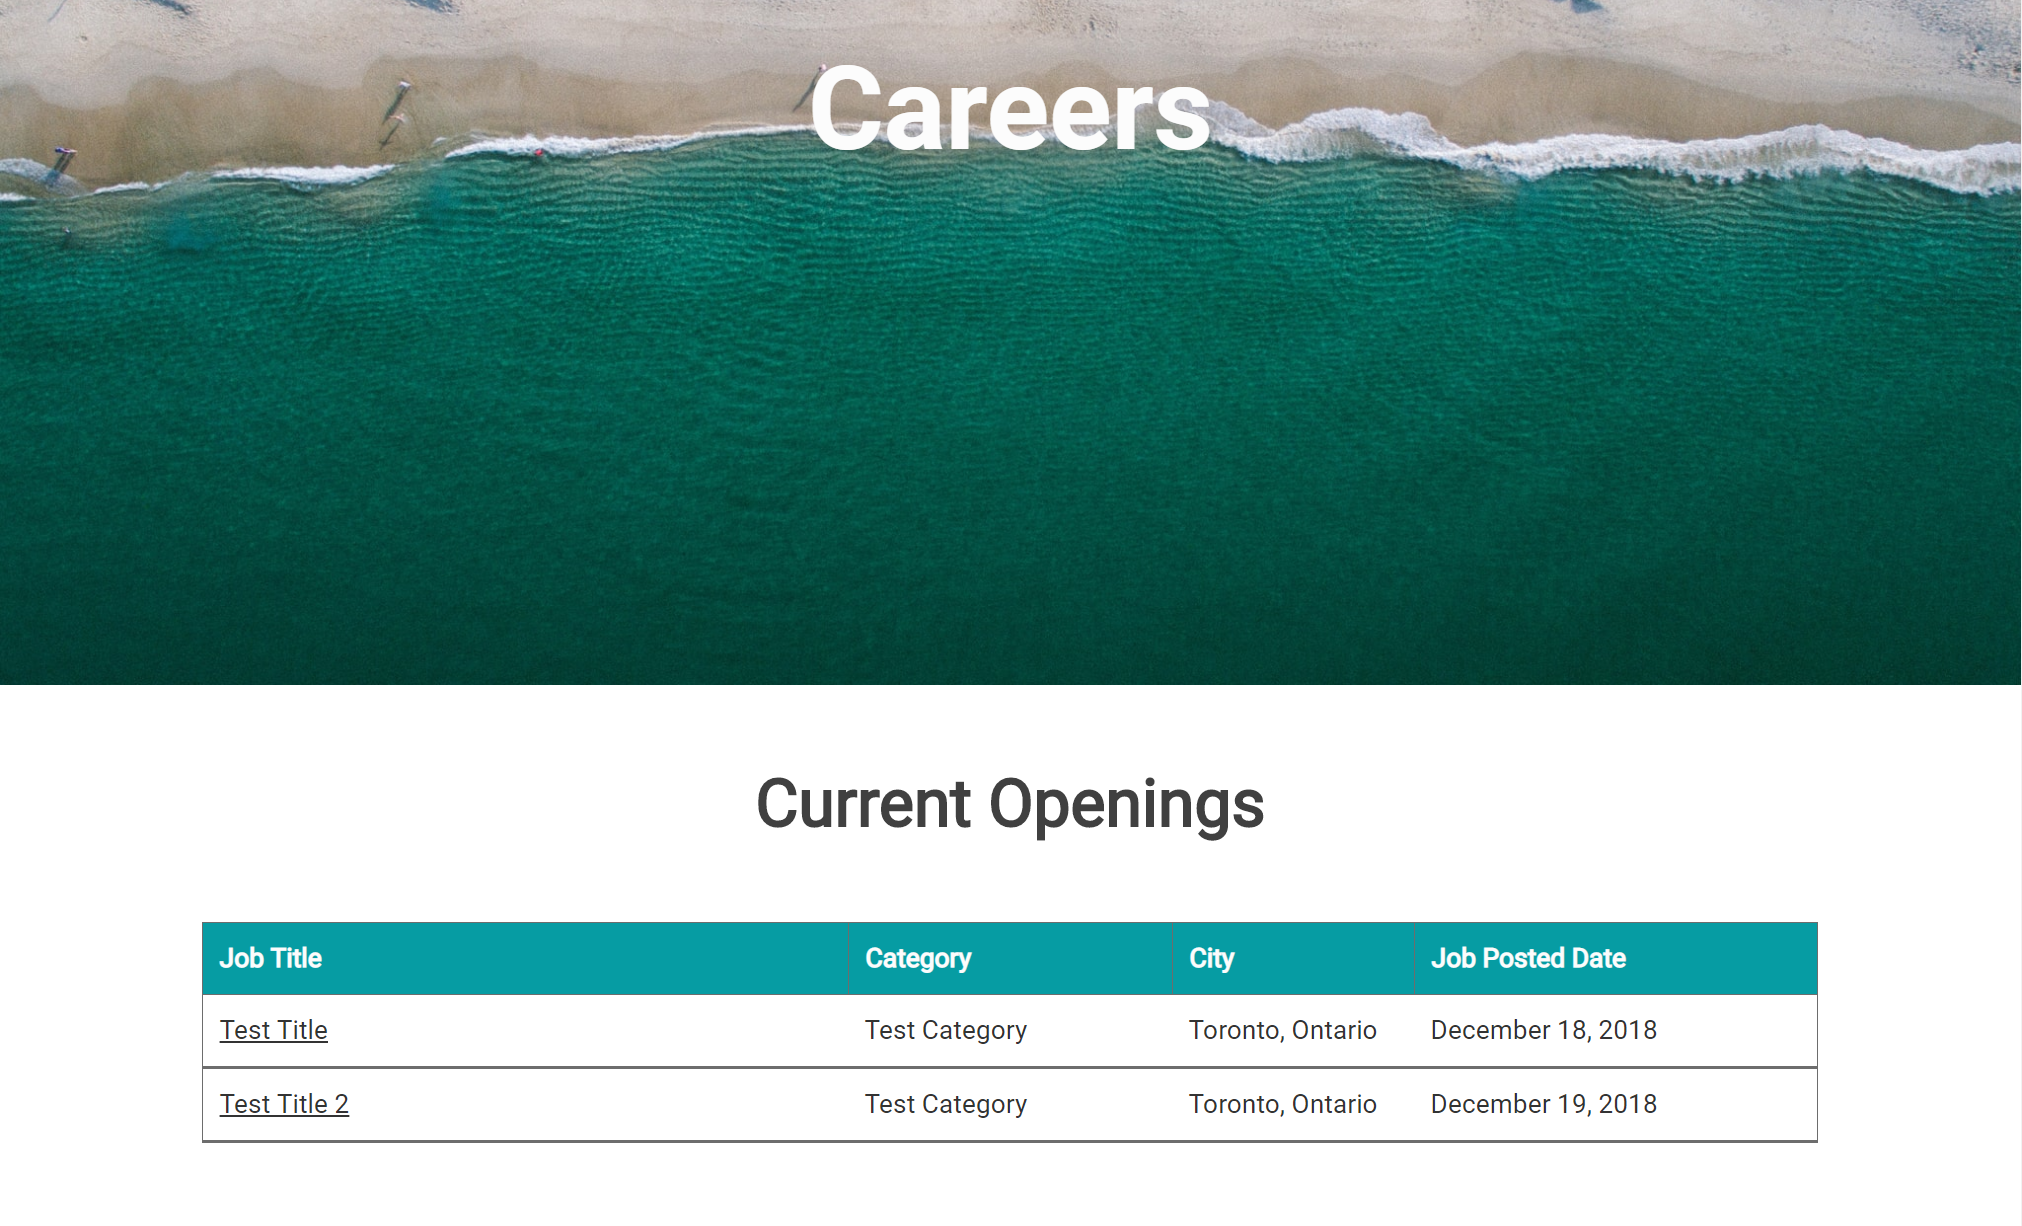 Careers
Current Openings
Job Title Category City Job Posted Date
Test Title Test Category Toronto, Ontario December 18, 2018
Test Title 2 Test Category Toronto, Ontario December 19, 2018